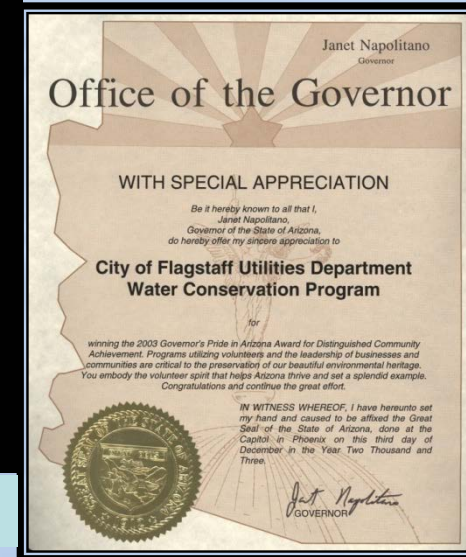 Janet Napolitano
Governor
Office of the Governor
WITH SPECIAL APPRECIATION
Be it hereby known to all that I,
Janet Napolitano,
Governor of the State of Arizona,
do hereby offer my sincere appreciation to
City of Flagstaff Utilities Department
Water Conservation Program
for
winning the 2003 Governor's Pride in Arizona Award for Distinguished Community
Achievement. Programs utilizing volunteers and the leadership of businesses and
communities are critical to the preservation of our beautiful environmental heritage.
You embody the volunteer spirit that helps Arizona thrive and set a splendid example.
Congratulations and continue the great effort.
IN WITNESS WHEREOF, I have hereunto set
my hand and caused to be affixed the Great
Seal of the State of Arizona, done at the
Capitol in Phoenix on this third day of
December in the Year Two Thousand and
Three.
Janet Napolitano
GOVERNOR